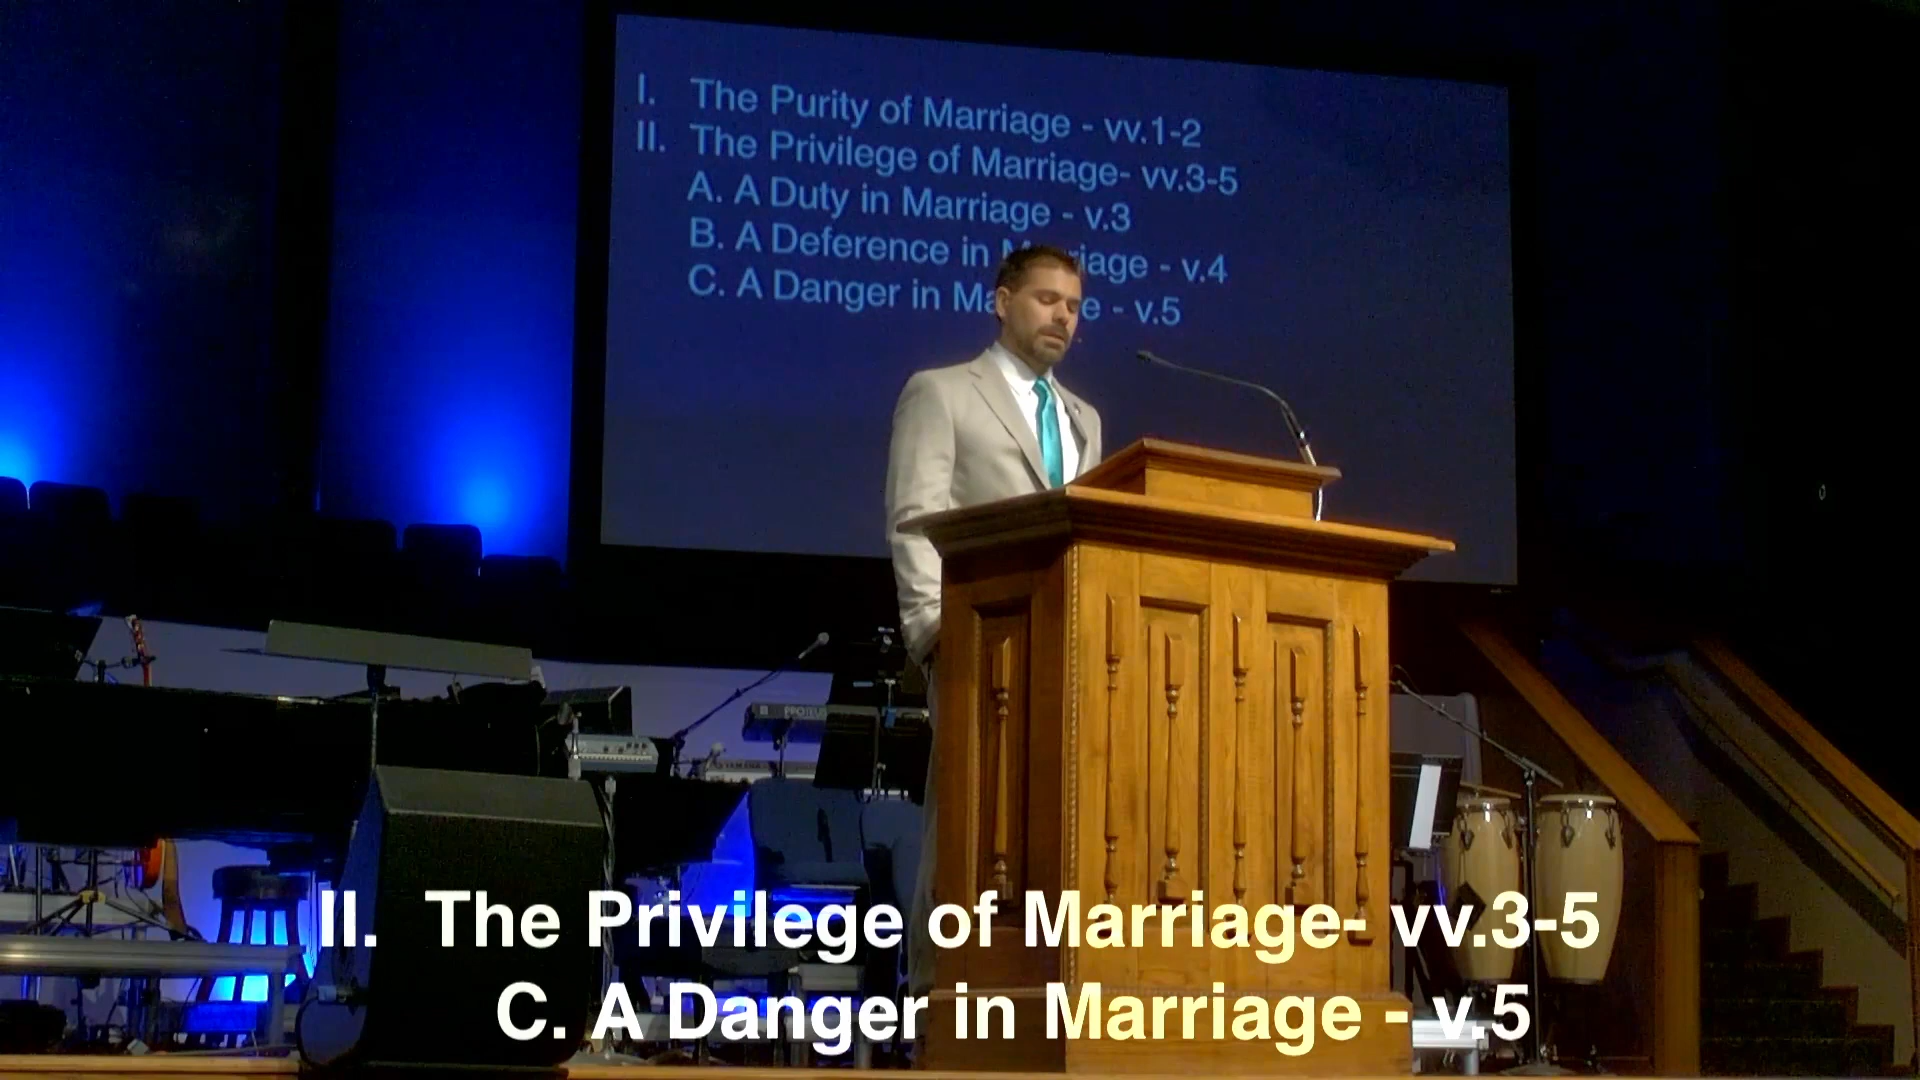 I. The Purity of Marriage - vv.1-2
II. The Privilege of Marriage- vv.3-5
A. A Duty in Marriage - v.3
B. A Deference in M iage - v.4
C. A Danger in Ma e - v.5
PROTEUS
YAMAHA
II. The Privilege of Marriage- vv.3-5
C. A Danger in Marriage - v.5